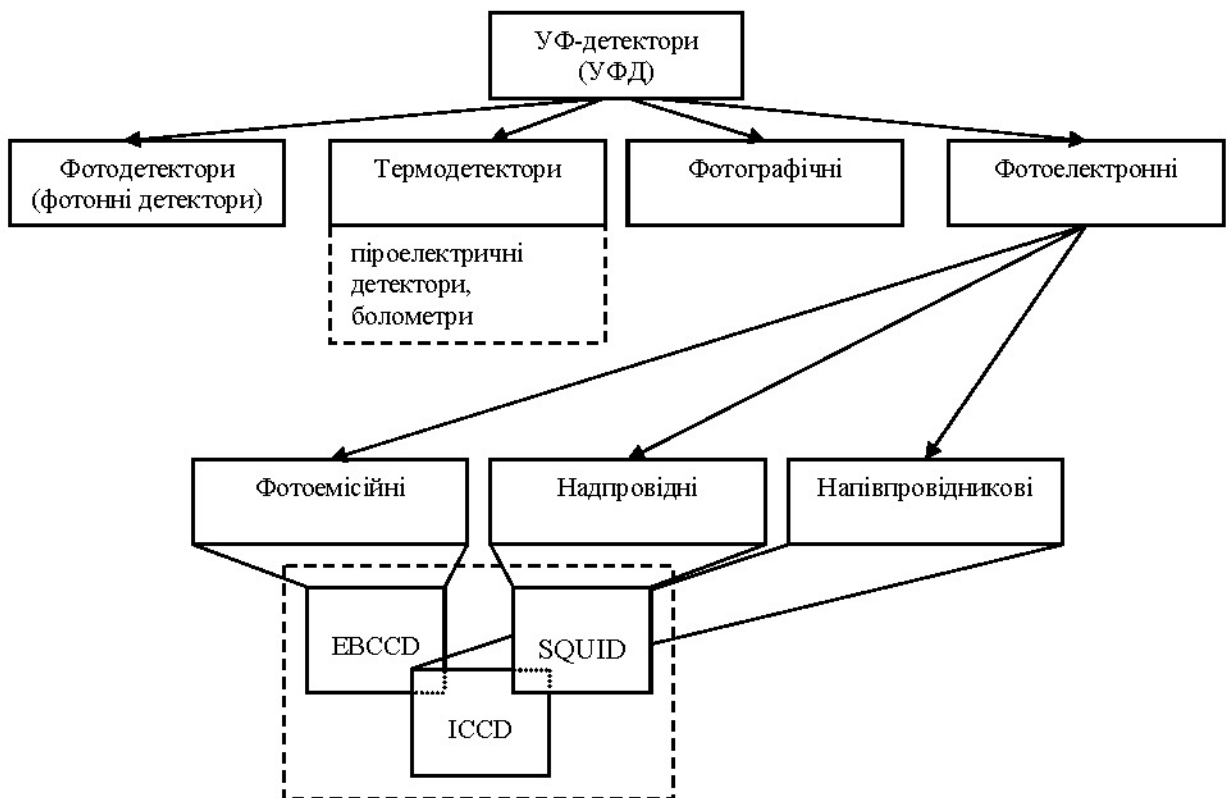 УФ-детектори
(УФД)
Фотодетектори
(фотонні детектори)
Термодетектори
Фотографічні
Фотоелектронні
піроелектричні
детектори,
болометри
Фотоемісійні
Надпровідні
Напівпровідникові
EBCCD
SQUID
ICCD